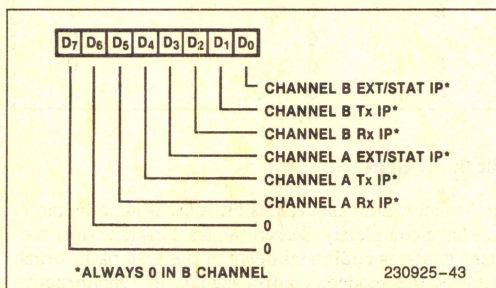 D7 D6 D5 D4 D3 D2 D1 D0
CHANNEL B EXT/STAT IP*
CHANNEL B Tx IP*
CHANNEL B Rx IP*
CHANNEL A EXT/STAT IP*
CHANNEL A Tx IP*
CHANNEL A Rx IP*
0
0
*ALWAYS 0 IN B CHANNEL 230925-43